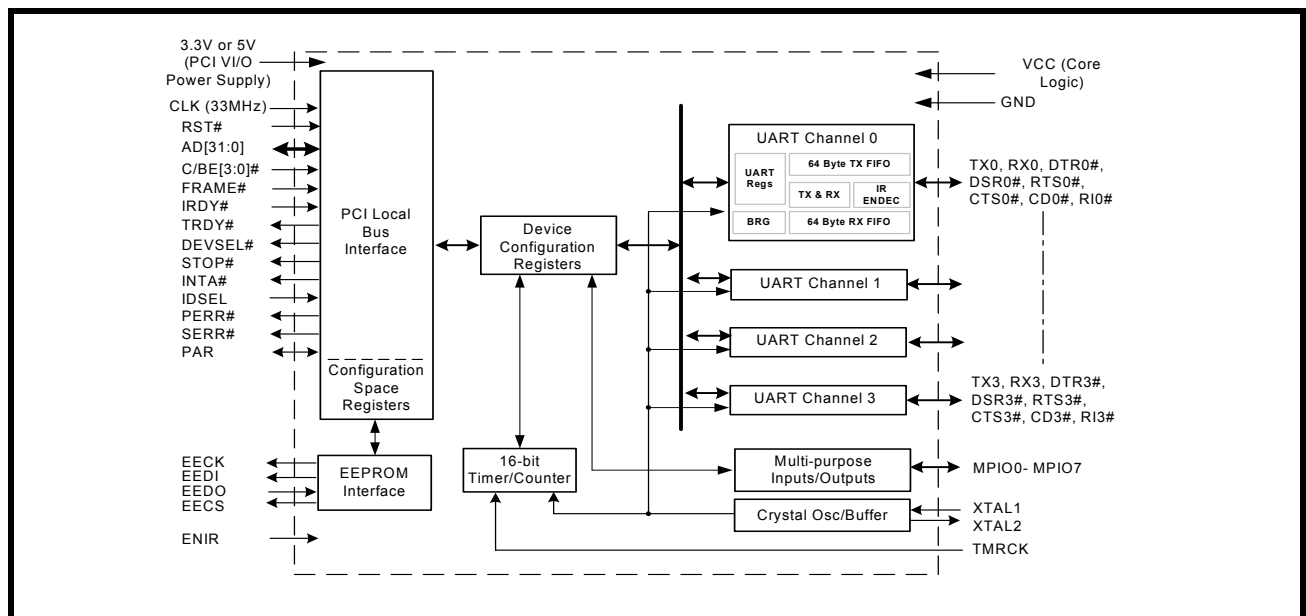 3.3V or 5V
(PCI VI/O
Power Supply)
CLK (33MHz)
RST#
AD[31:0]
C/BE[3:0]#
FRAME#
IRDY#
TRDY#
DEVSEL#
STOP#
INTA#
IDSEL
PERR#
SERR#
PAR
EECK
EEDI
EEDO
EECS
ENIR
PCI Local
Bus
Interface
Configuration
Space
Registers
EEPROM
Interface
Device
Configuration
Registers
16-bit
Timer/Counter
UART Channel 0
UART
Regs
64 Byte TX FIFO
TX & RX
IR
ENDEC
BRG
64 Byte RX FIFO
UART Channel 1
UART Channel 2
UART Channel 3
Multi-purpose
Inputs/Outputs
Crystal Osc/Buffer
VCC (Core
Logic)
GND
TX0, RX0, DTR0#,
DSR0#, RTS0#,
CTS0#, CD0#, RI0#
TX3, RX3, DTR3#,
DSR3#, RTS3#,
CTS3#, CD3#, RI3#
MPIO0- MPIO7
XTAL1
XTAL2
TMRCK